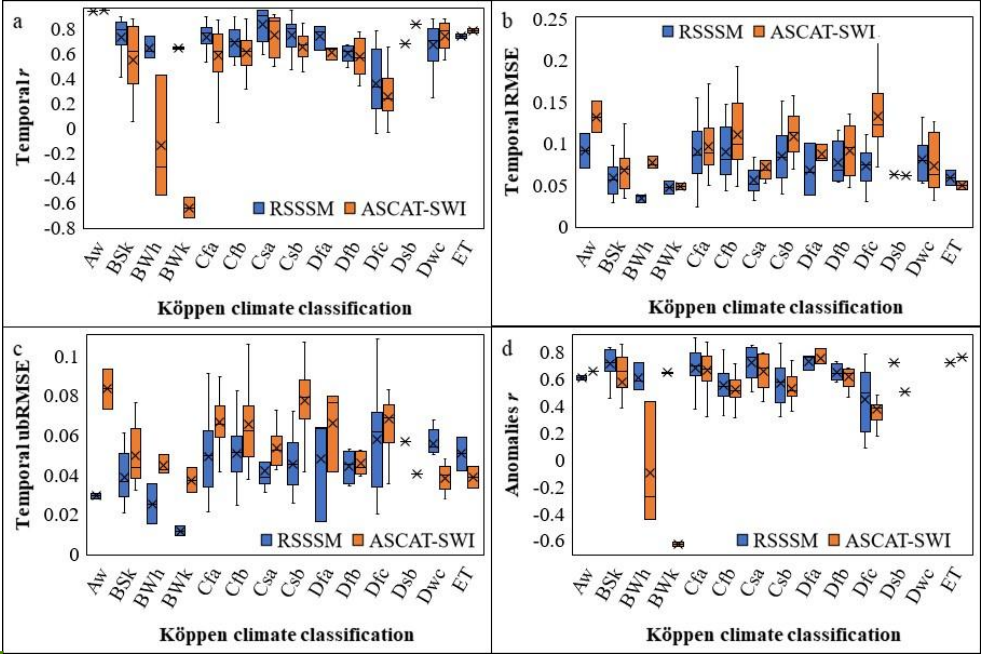 a
Temporal r
0.8
0.6
0.4
0.2
0
-0.2
-0.4
-0.6
-0.8
RSSSM ASCAT-SWI
Aw BSk BWh BWk Cfa Cfb Csa Csb Dfa Dfb Dfc Dsb Dwc ET
Köppen climate classification
b
Temporal RMSE
0.25
0.2
0.15
0.1
0.05
0
RSSSM ASCAT-SWI
Aw BSk BWh BWk Cfa Cfb Csa Csb Dfa Dfb Dfc Dsb Dwc ET
Köppen climate classification
c
Temporal ubRMSE
0.1
0.08
0.06
0.04
0.02
0
RSSSM ASCAT-SWI
Aw BSk BWh BWk Cfa Cfb Csa Csb Dfa Dfb Dfc Dsb Dwc ET
Köppen climate classification
d
Anomalies r
0.8
0.6
0.4
0.2
0
-0.2
-0.4
-0.6
RSSSM ASCAT-SWI
Aw BSk BWh BWk Cfa Cfb Csa Csb Dfa Dfb Dfc Dsb Dwc ET
Köppen climate classification